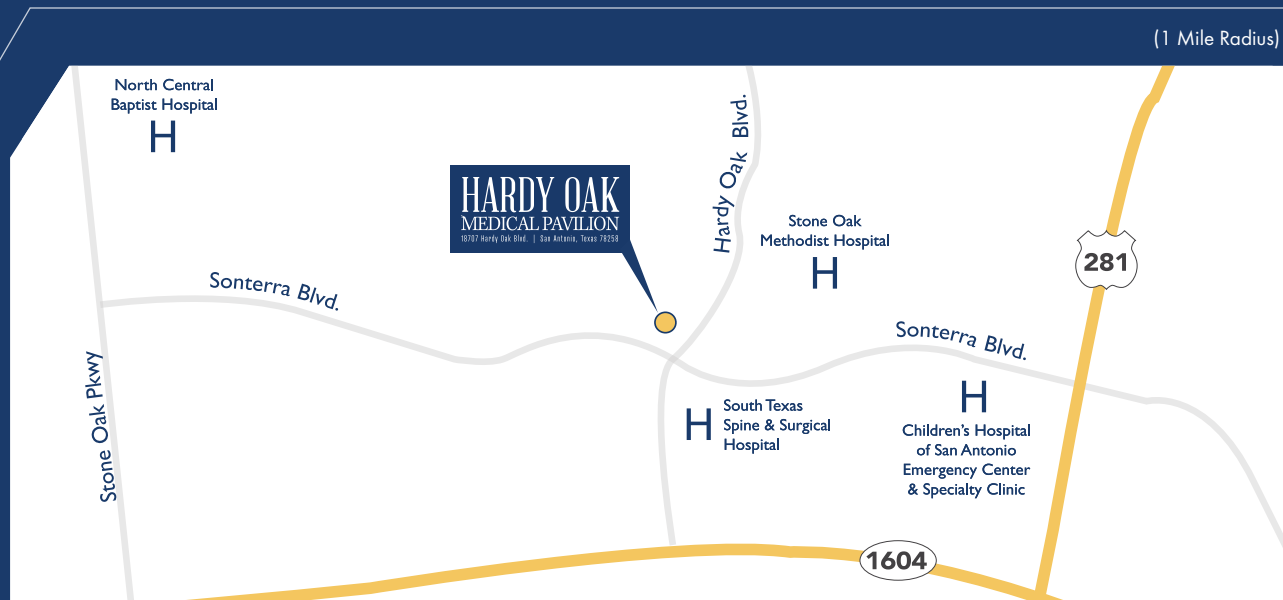 (1 Mile Radius)
North Central
Baptist Hospital
H
Hardy Oak Blvd.
HARDY OAK
MEDICAL PAVILION
18707 Hardy Oak Blvd. | San Antonio, Texas 78258
Stone Oak
Methodist Hospital
H
281
Sonterra Blvd.
Sonterra Blvd.
Stone Oak Pkwy
H
South Texas
Spine & Surgical
Hospital
H
Children's Hospital
of San Antonio
Emergency Center
& Specialty Clinic
1604